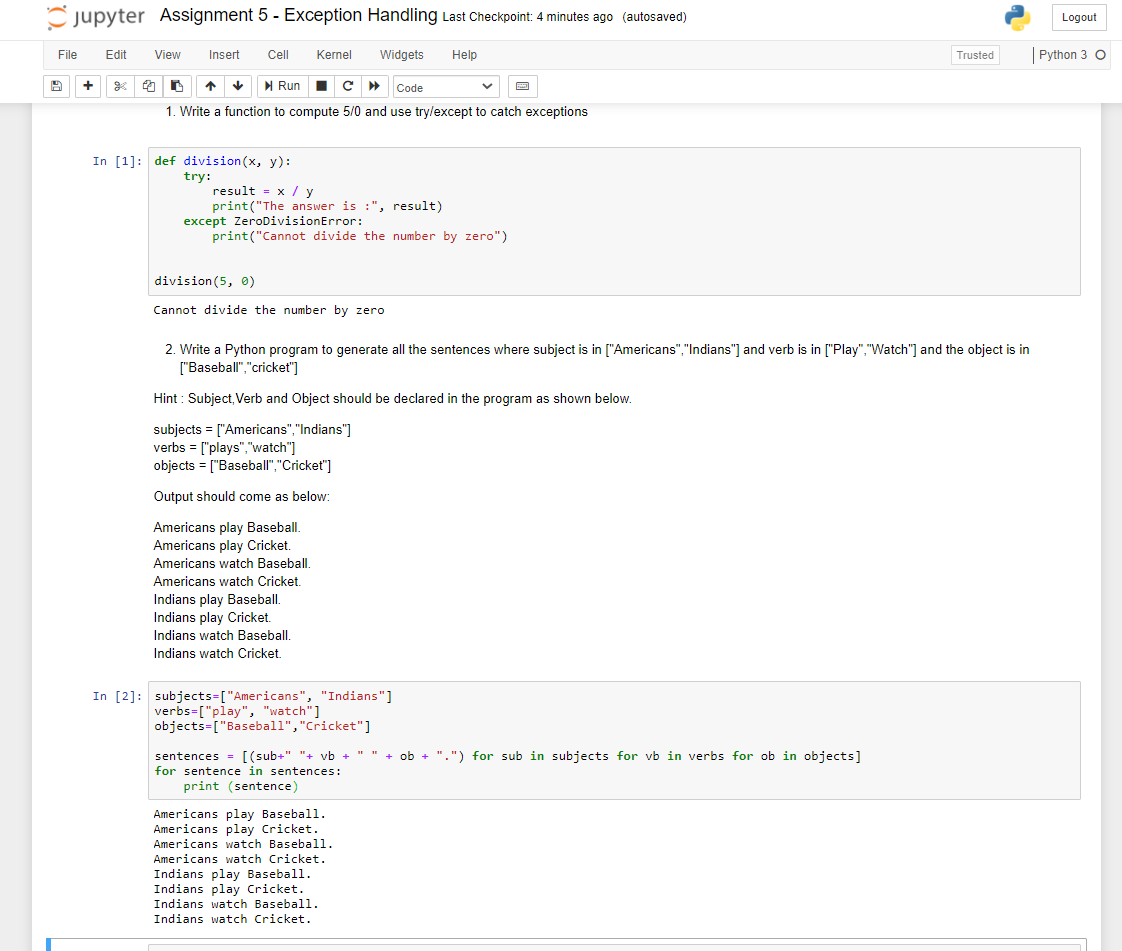 jupyter Assignment 5 - Exception Handling Last Checkpoint: 4 minutes ago (autosaved) Logout
File Edit View Insert Cell Kernel Widgets Help Trusted Python 3
Run Code
1. Write a function to compute 5/0 and use try/except to catch exceptions
In [1]: def division(x, y):
    try:
        result = x / y
        print("The answer is :", result)
    except ZeroDivisionError:
        print("Cannot divide the number by zero")
division(5, 0)
Cannot divide the number by zero
2. Write a Python program to generate all the sentences where subject is in ["Americans","Indians"] and verb is in ["Play","Watch"] and the object is in
["Baseball","cricket"]
Hint : Subject,Verb and Object should be declared in the program as shown below.
subjects = ["Americans","Indians"]
verbs = ["plays","watch"]
objects = ["Baseball","Cricket"]
Output should come as below:
Americans play Baseball.
Americans play Cricket.
Americans watch Baseball.
Americans watch Cricket.
Indians play Baseball.
Indians play Cricket.
Indians watch Baseball.
Indians watch Cricket.
In [2]: subjects=["Americans", "Indians"]
verbs=["play", "watch"]
objects=["Baseball","Cricket"]
sentences = [(sub+" "+ vb + " " + ob + ".") for sub in subjects for vb in verbs for ob in objects]
for sentence in sentences:
    print (sentence)
Americans play Baseball.
Americans play Cricket.
Americans watch Baseball.
Americans watch Cricket.
Indians play Baseball.
Indians play Cricket.
Indians watch Baseball.
Indians watch Cricket.